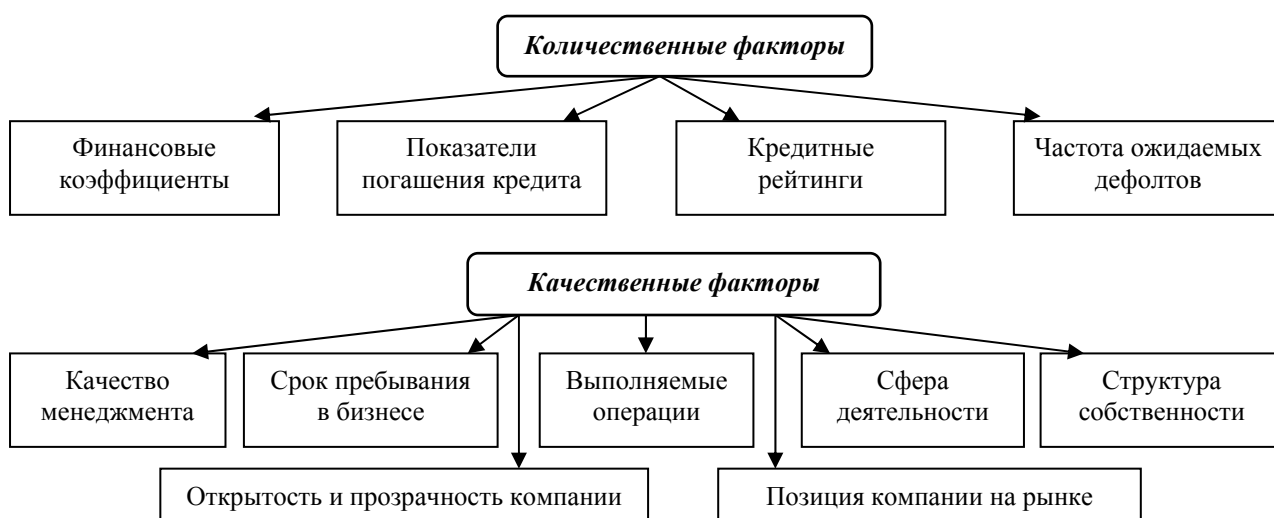 Количественные факторы
Финансовые
коэффициенты
Показатели
погашения кредита
Кредитные
рейтинги
Частота ожидаемых
дефолтов
Качественные факторы
Качество
менеджмента
Срок пребывания
в бизнесе
Выполняемые
операции
Сфера
деятельности
Структура
собственности
Открытость и прозрачность компании
Позиция компании на рынке